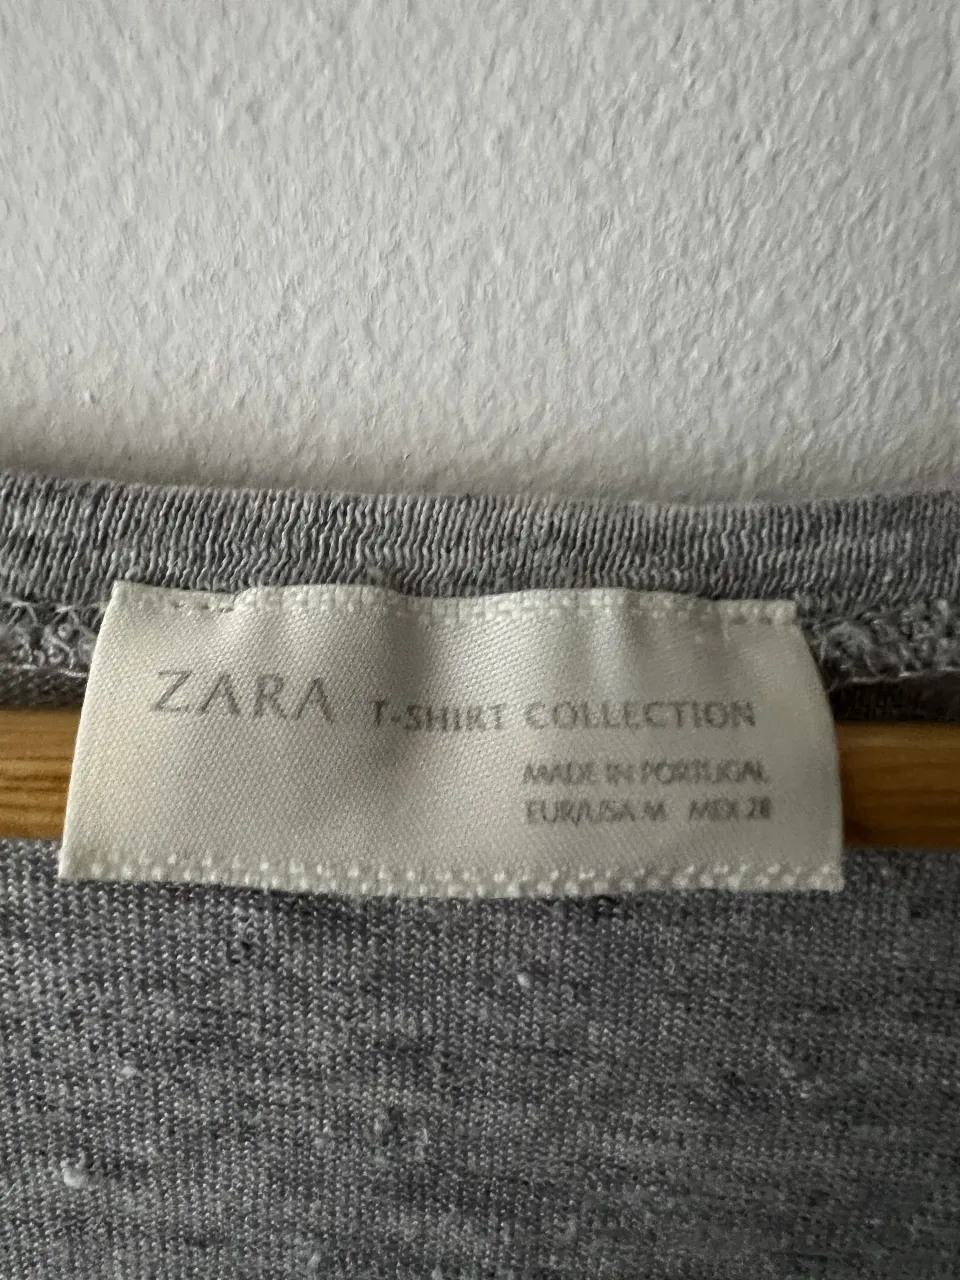 ZARA T-SHIRT COLLECTION
MADE IN PORTUGAL
EUR/USA M MEX 28